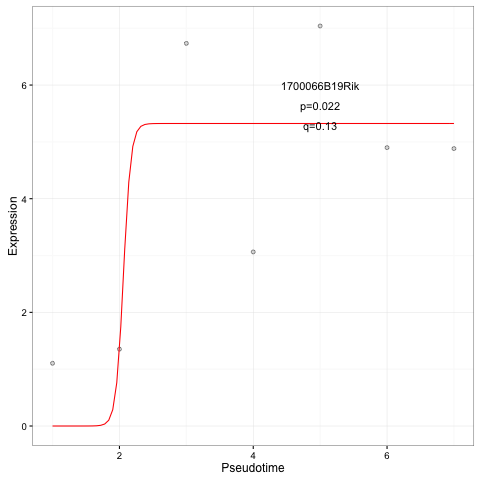 1700066B19Rik
p=0.022
q=0.13
6
4
2
0
Expression
2
4
6
Pseudotime